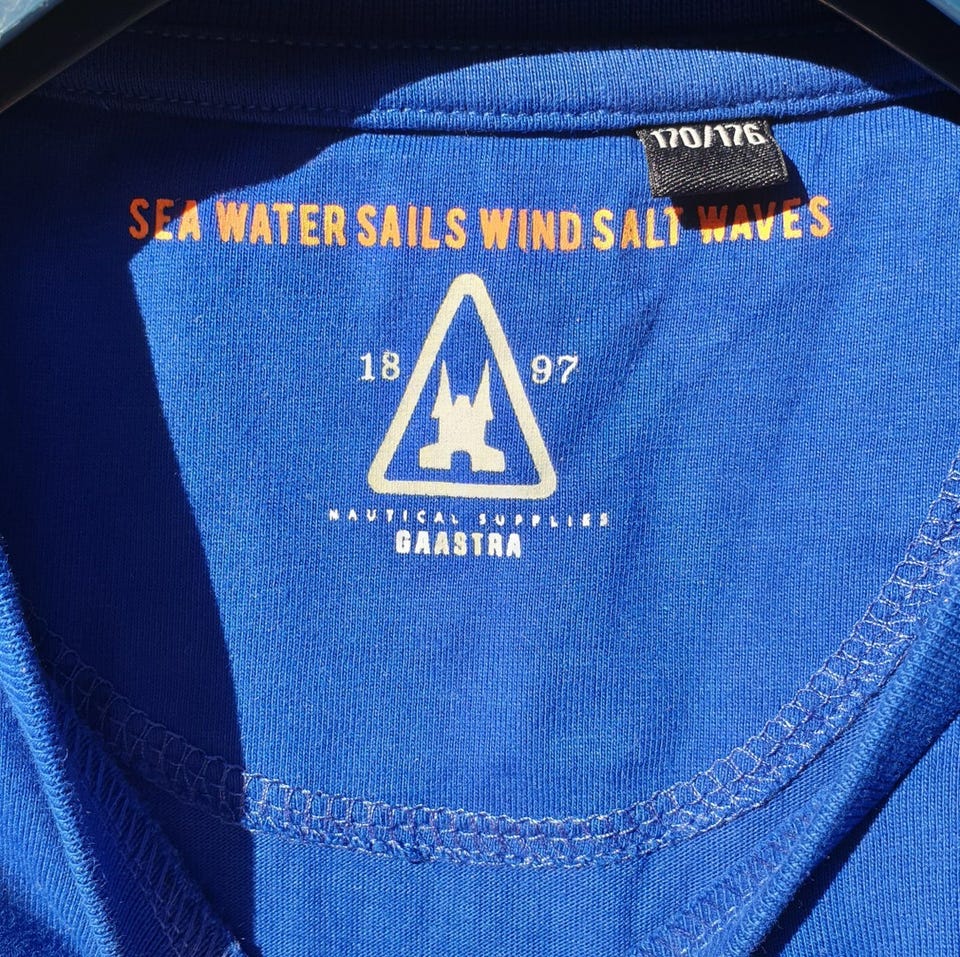 170/176
SEA WATER SAILS WIND SALT WAVES
18 97
NAUTICAL SUPPLIES
GAASTRA